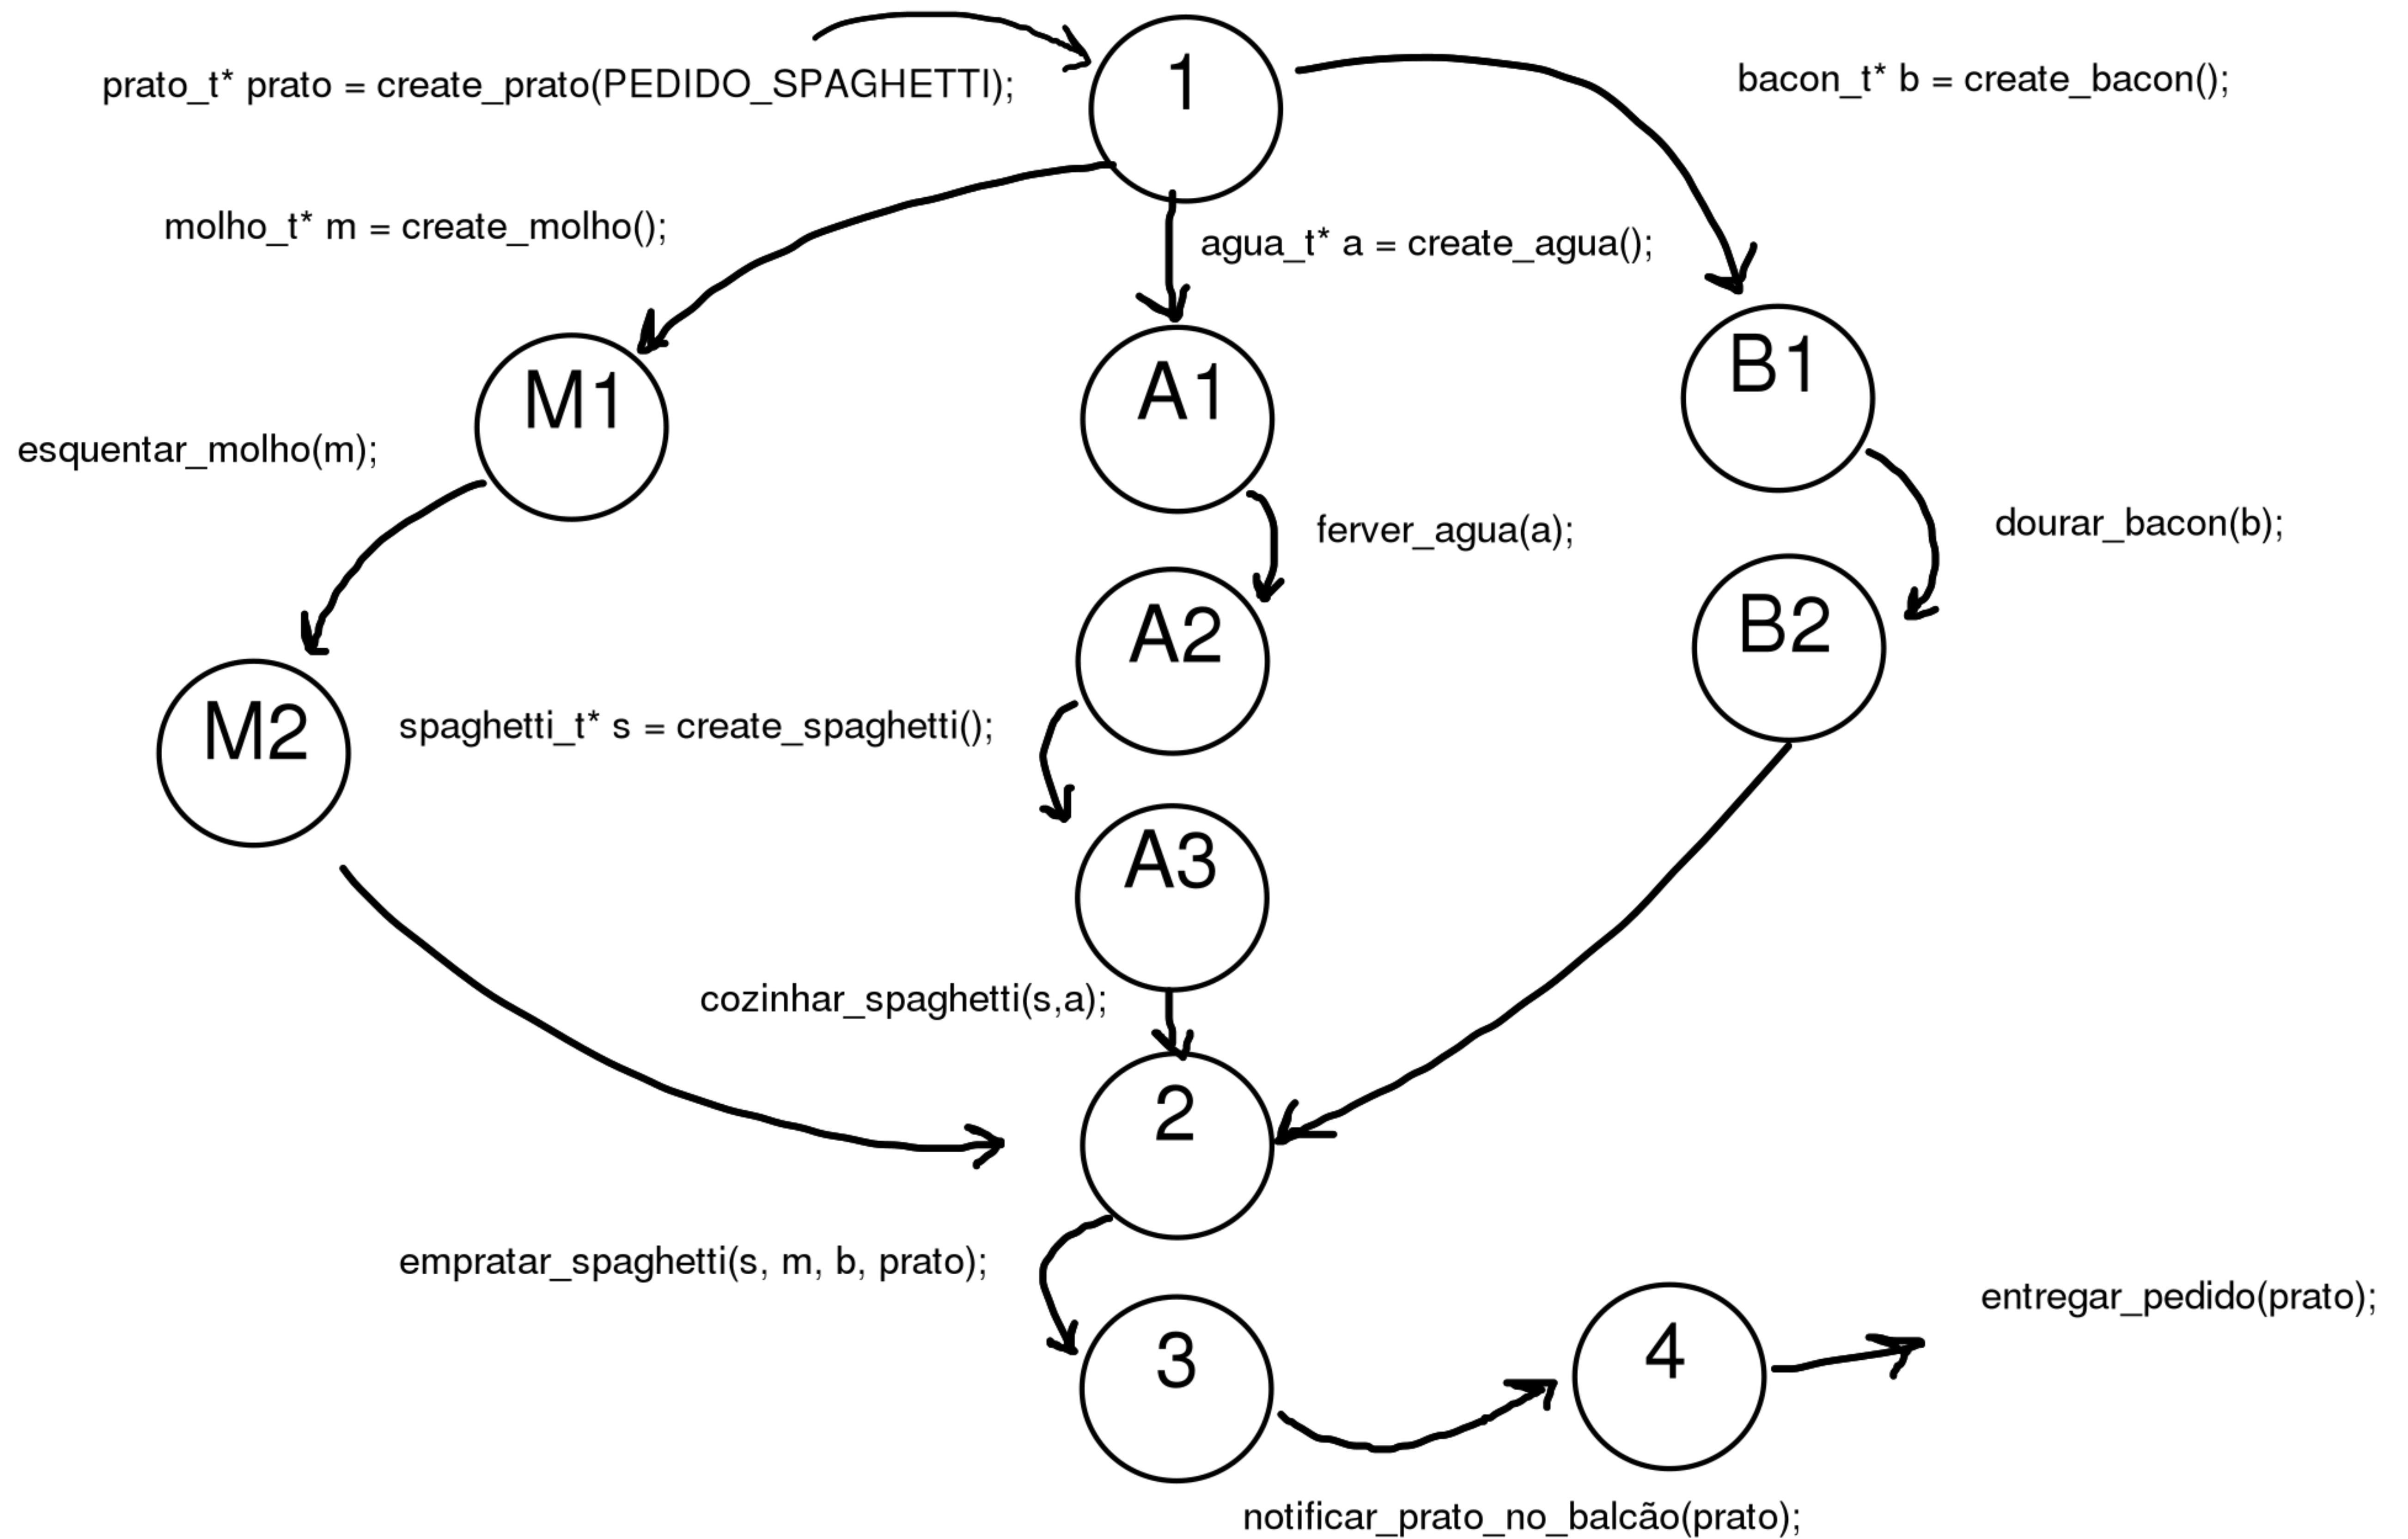 1
prato_t* prato = create_prato(PEDIDO_SPAGHETTI);
bacon_t* b = create_bacon();
molho_t* m = create_molho();
agua_t* a = create_agua();
M1
A1
B1
esquentar_molho(m);
ferver_agua(a);
dourar_bacon(b);
A2
B2
M2
spaghetti_t* s = create_spaghetti();
A3
cozinhar_spaghetti(s,a);
2
empratar_spaghetti(s, m, b, prato);
3
4
entregar_pedido(prato);
notificar_prato_no_balcão(prato);